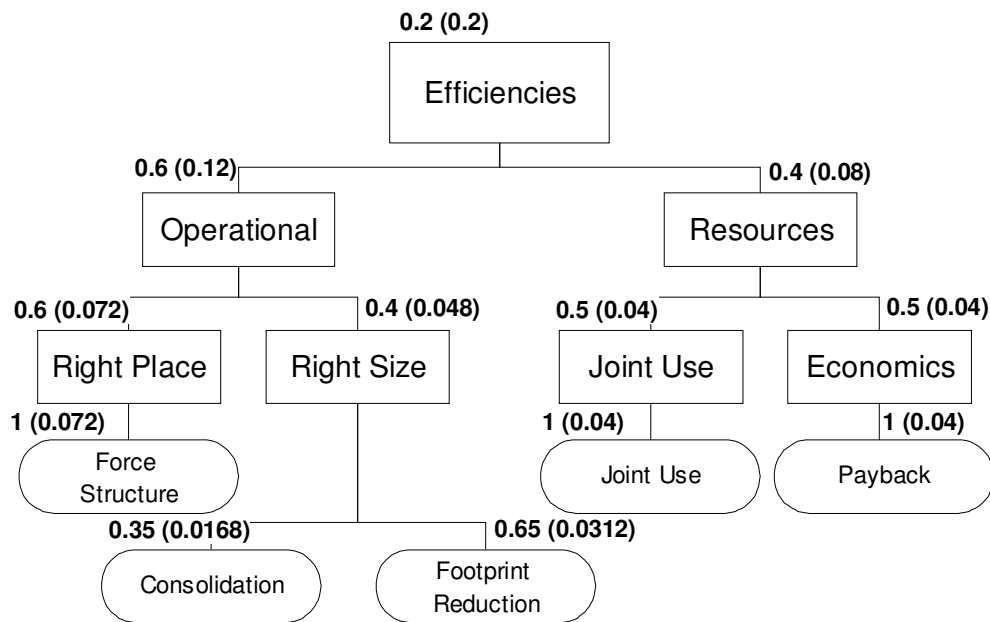 0.2 (0.2)
Efficiencies
0.6 (0.12)
0.4 (0.08)
Operational
Resources
0.6 (0.072)
0.4 (0.048)
0.5 (0.04)
0.5 (0.04)
Right Place
Right Size
Joint Use
Economics
1 (0.072)
1 (0.04)
1 (0.04)
Force
Structure
Joint Use
Payback
0.35 (0.0168)
0.65 (0.0312)
Consolidation
Footprint
Reduction